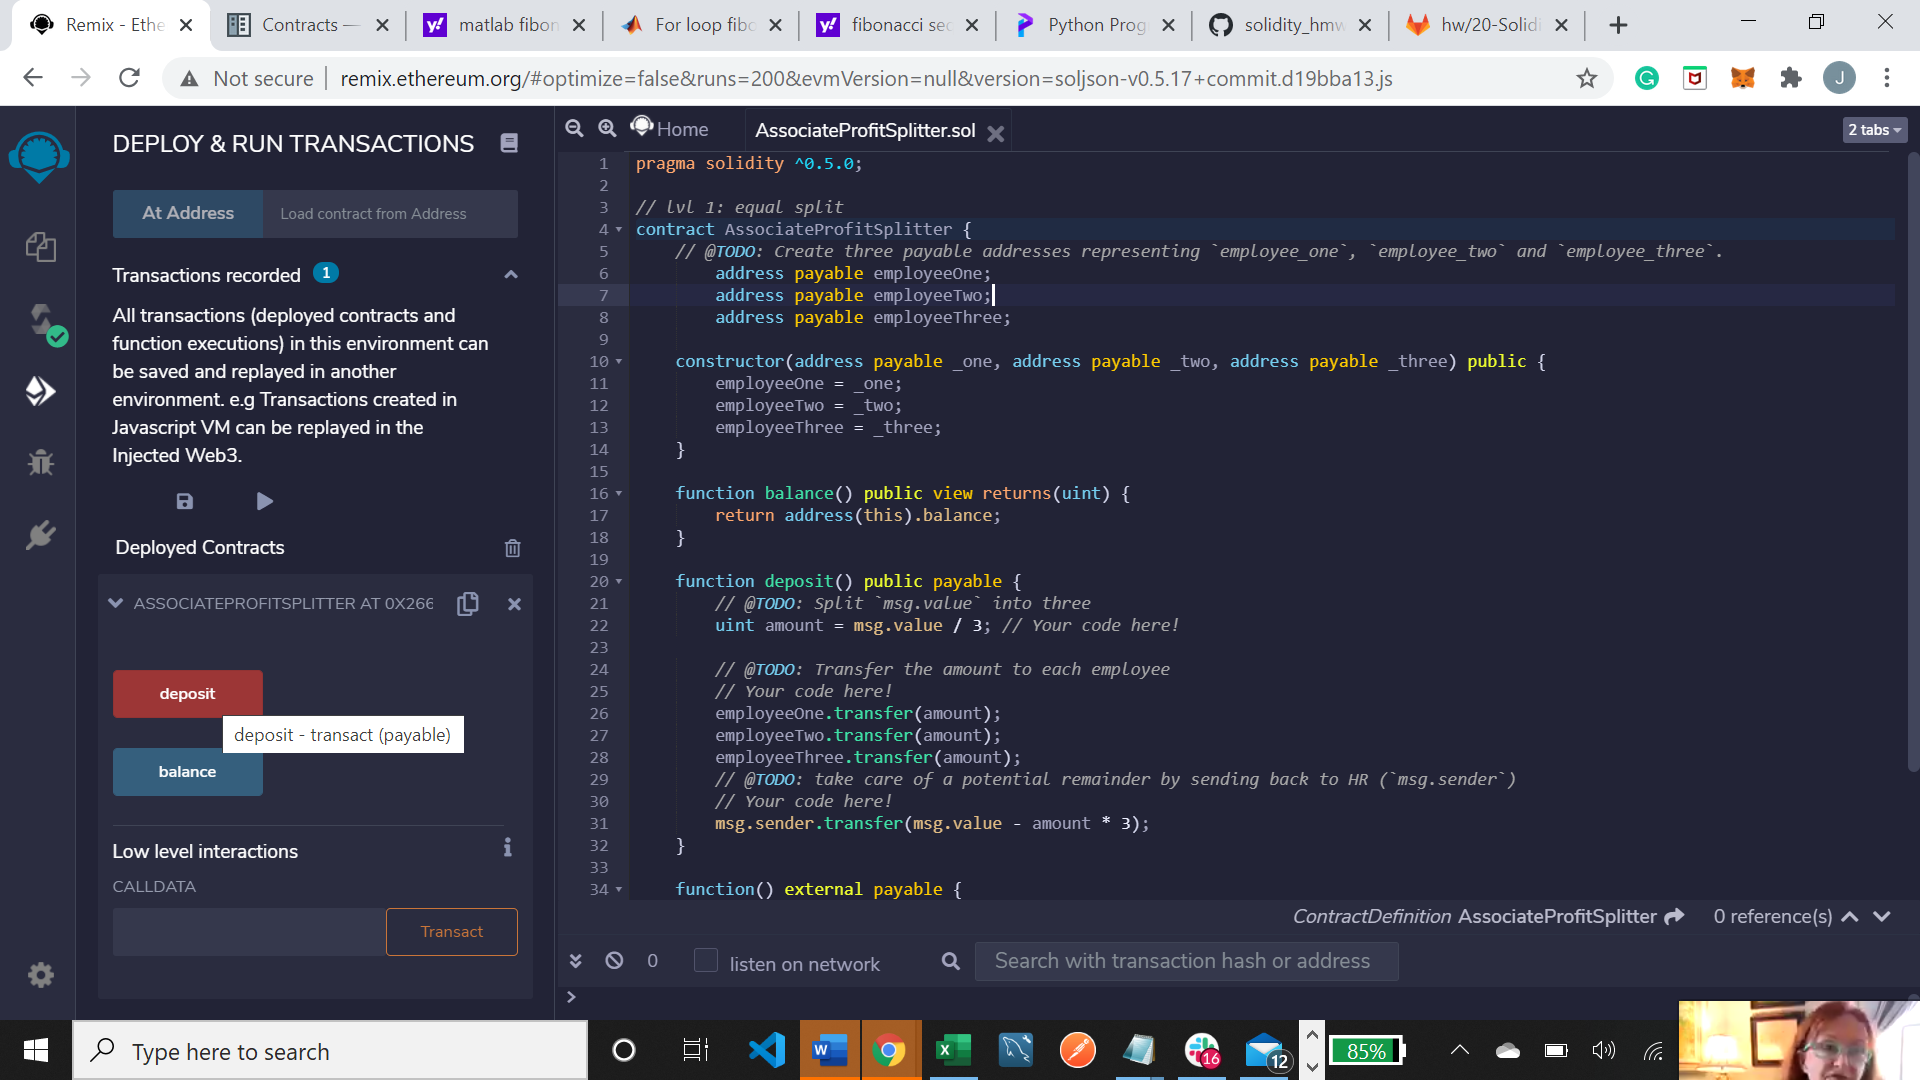 Remix - Ethe
Contracts —
matlab fibon
For loop fibo
fibonacci sec
Python Prog
solidity_hmw
hw/20-Solidi
Not secure
remix.ethereum.org/#optimize=false&runs=200&evmVersion=null&version=soljson-v0.5.17+commit.d19bba13.js
J
DEPLOY & RUN TRANSACTIONS
At Address
Load contract from Address
Transactions recorded 1
All transactions (deployed contracts and
function executions) in this environment can
be saved and replayed in another
environment. e.g Transactions created in
Javascript VM can be replayed in the
Injected Web3.
Deployed Contracts
ASSOCIATEPROFITSPLITTER AT 0X266
deposit
deposit - transact (payable)
balance
Low level interactions
CALLDATA
Transact
Home
AssociateProfitSplitter.sol
2 tabs
1 pragma solidity ^0.5.0;
2
3 // lvl 1: equal split
4 contract AssociateProfitSplitter {
5 // @TODO: Create three payable addresses representing `employee_one`, `employee_two` and `employee_three`.
6 address payable employeeOne;
7 address payable employeeTwo;
8 address payable employeeThree;
9
10 constructor(address payable _one, address payable _two, address payable _three) public {
11 employeeOne = _one;
12 employeeTwo = _two;
13 employeeThree = _three;
14 }
15
16 function balance() public view returns(uint) {
17 return address(this).balance;
18 }
19
20 function deposit() public payable {
21 // @TODO: Split `msg.value` into three
22 uint amount = msg.value / 3; // Your code here!
23
24 // @TODO: Transfer the amount to each employee
25 // Your code here!
26 employeeOne.transfer(amount);
27 employeeTwo.transfer(amount);
28 employeeThree.transfer(amount);
29 // @TODO: take care of a potential remainder by sending back to HR (`msg.sender`)
30 // Your code here!
31 msg.sender.transfer(msg.value - amount * 3);
32 }
33
34 function() external payable {
ContractDefinition AssociateProfitSplitter
0 reference(s)
0
listen on network
Search with transaction hash or address
>
Type here to search
16
12
85%